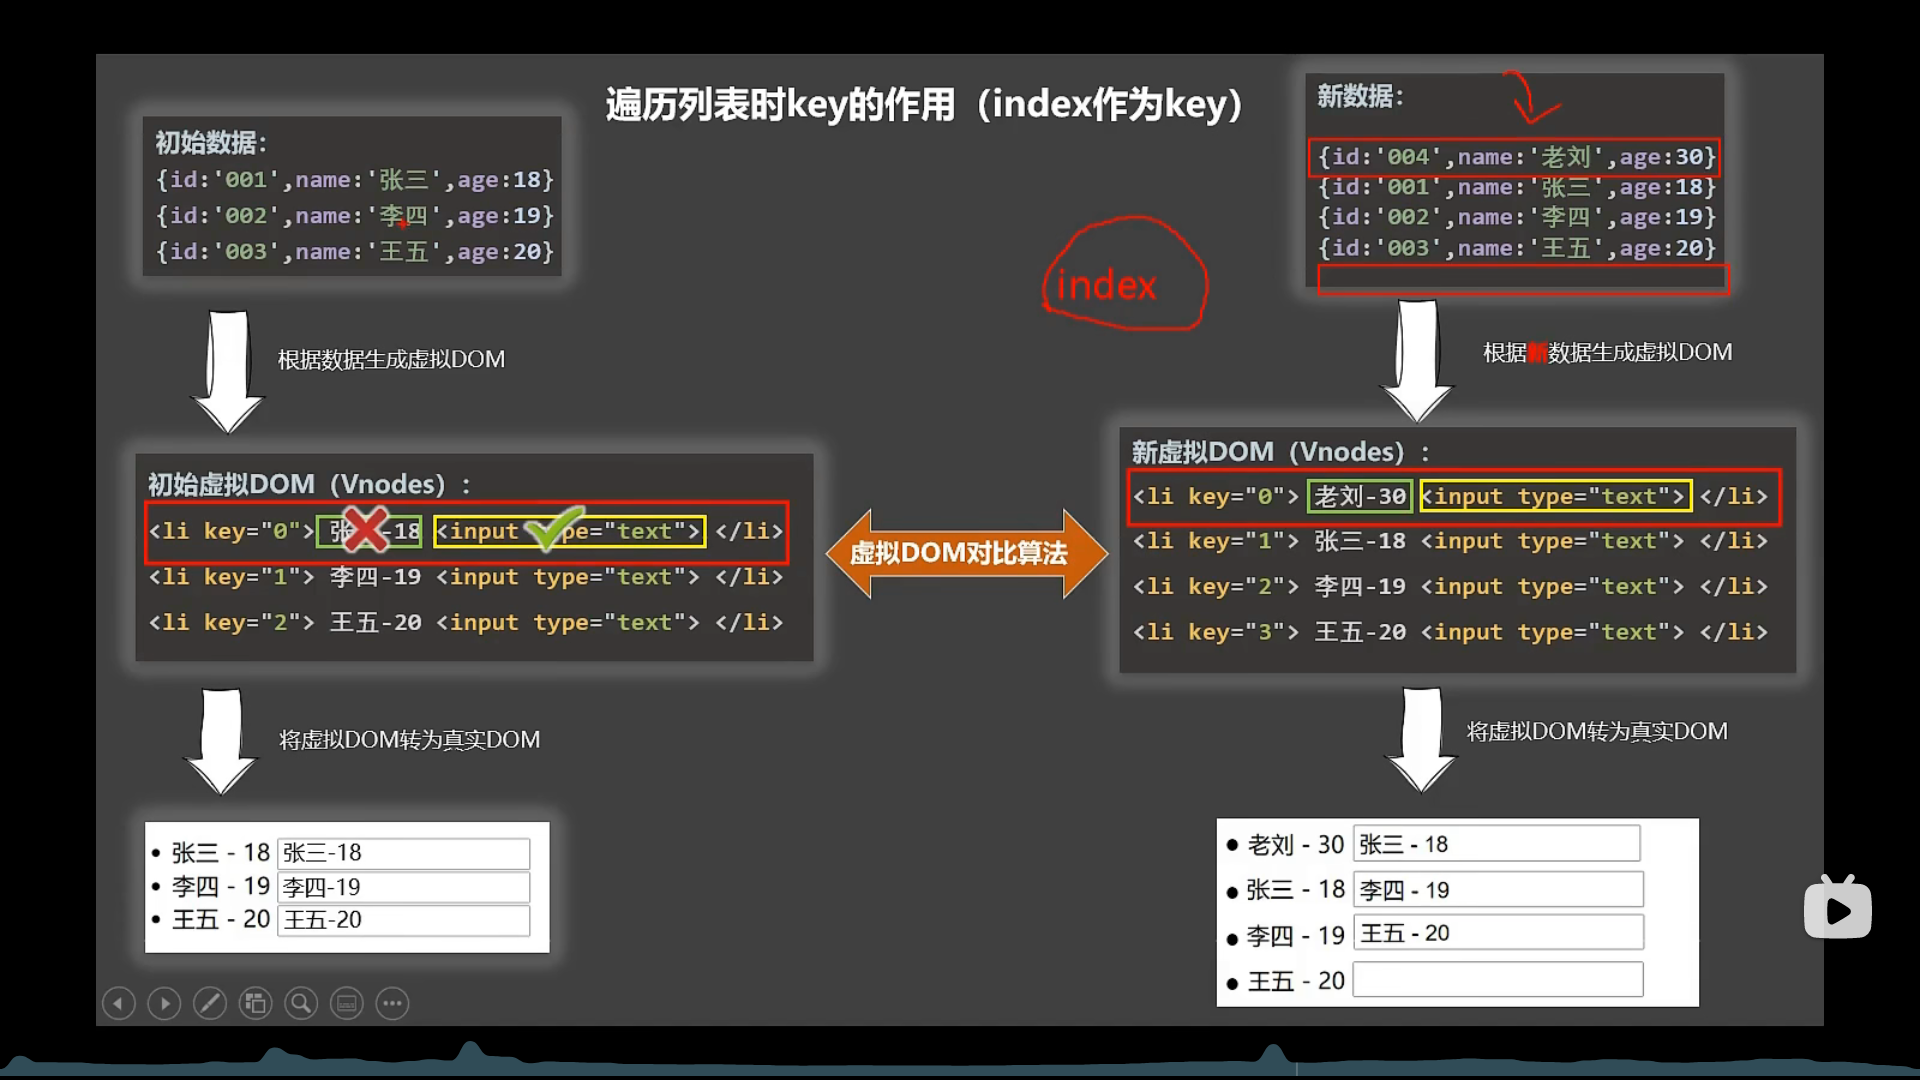 遍历列表时key的作用（index作为key）
初始数据：
{id:'001',name:'张三',age:18}
{id:'002',name:'李四',age:19}
{id:'003',name:'王五',age:20}
根据数据生成虚拟DOM
初始虚拟DOM（Vnodes）：
<li key="0"> 张 -18 <input type="text"> </li>
<li key="1"> 李四-19 <input type="text"> </li>
<li key="2"> 王五-20 <input type="text"> </li>
将虚拟DOM转为真实DOM
• 张三 - 18 张三-18
• 李四 - 19 李四-19
• 王五 - 20 王五-20
index
虚拟DOM对比算法
新数据：
{id:'004',name:'老刘',age:30}
{id:'001',name:'张三',age:18}
{id:'002',name:'李四',age:19}
{id:'003',name:'王五',age:20}
根据新数据生成虚拟DOM
新虚拟DOM（Vnodes）：
<li key="0"> 老刘-30 <input type="text"> </li>
<li key="1"> 张三-18 <input type="text"> </li>
<li key="2"> 李四-19 <input type="text"> </li>
<li key="3"> 王五-20 <input type="text"> </li>
将虚拟DOM转为真实DOM
• 老刘 - 30 张三 - 18
• 张三 - 18 李四 - 19
• 李四 - 19 王五 - 20
• 王五 - 20